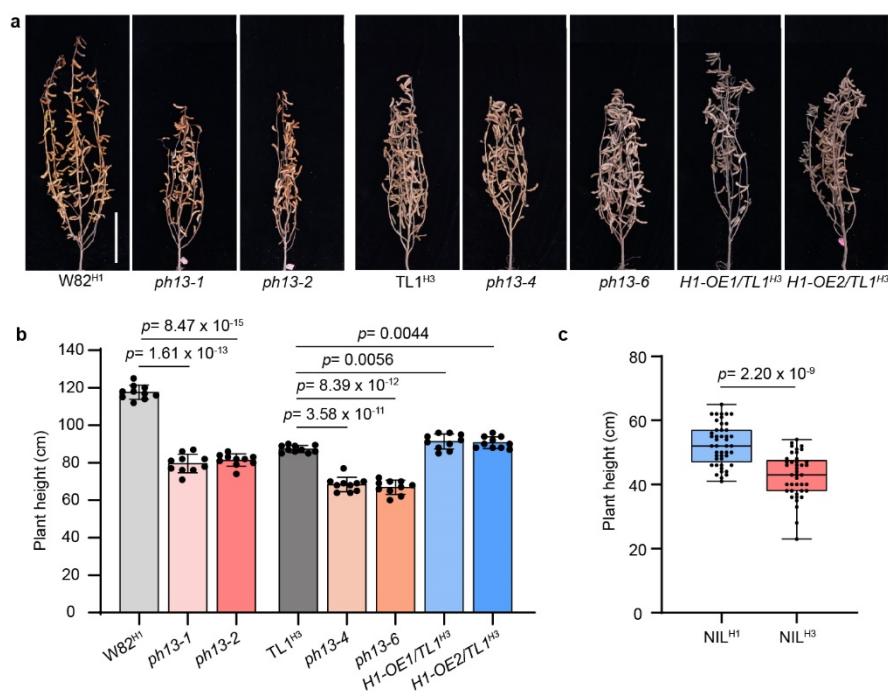 a
W82ᴴ¹ ph13-1 ph13-2 TL1ᴴ³ ph13-4 ph13-6 H1-OE1/TL1ᴴ³ H1-OE2/TL1ᴴ³
b
p= 8.47 x 10⁻¹⁵
p= 1.61 x 10⁻¹³
p= 0.0044
p= 0.0056
p= 8.39 x 10⁻¹²
p= 3.58 x 10⁻¹¹
Plant height (cm)
140
120
100
80
60
40
20
0
W82ᴴ¹
ph13-1
ph13-2
TL1ᴴ³
ph13-4
ph13-6
H1-OE1/TL1ᴴ³
H1-OE2/TL1ᴴ³
c
p= 2.20 x 10⁻⁹
Plant height (cm)
80
60
40
20
0
NILᴴ¹ NILᴴ³